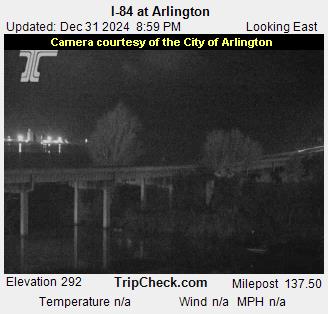 I-84 at Arlington
Updated: Dec 31 2024 8:59 PM Looking East
Camera courtesy of the City of Arlington
Elevation 292 TripCheck.com Milepost 137.50
Temperature n/a Wind n/a MPH n/a